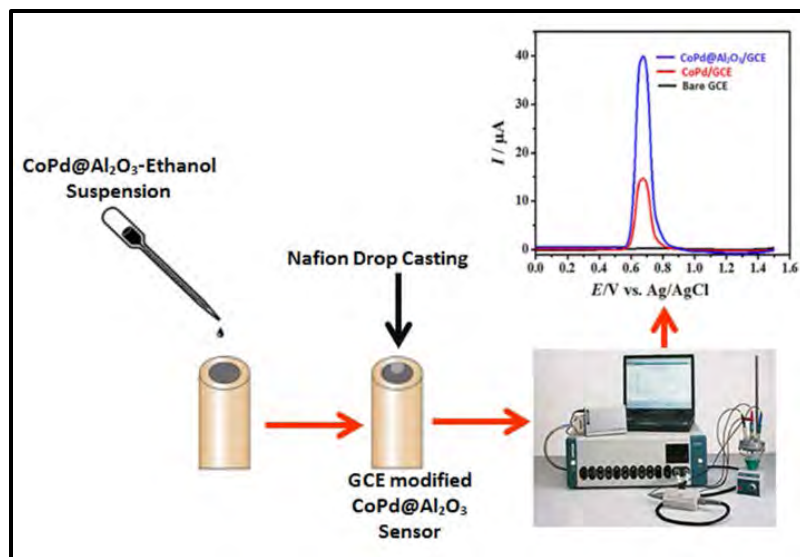 CoPd@Al₂O₃-Ethanol
Suspension
Nafion Drop Casting
GCE modified
CoPd@Al₂O₃
Sensor
CoPd@Al₂O₃/GCE
CoPd/GCE
Bare GCE
I / µA
40
30
20
10
0
0.0 0.2 0.4 0.6 0.8 1.0 1.2 1.4 1.6
E/V vs. Ag/AgCl